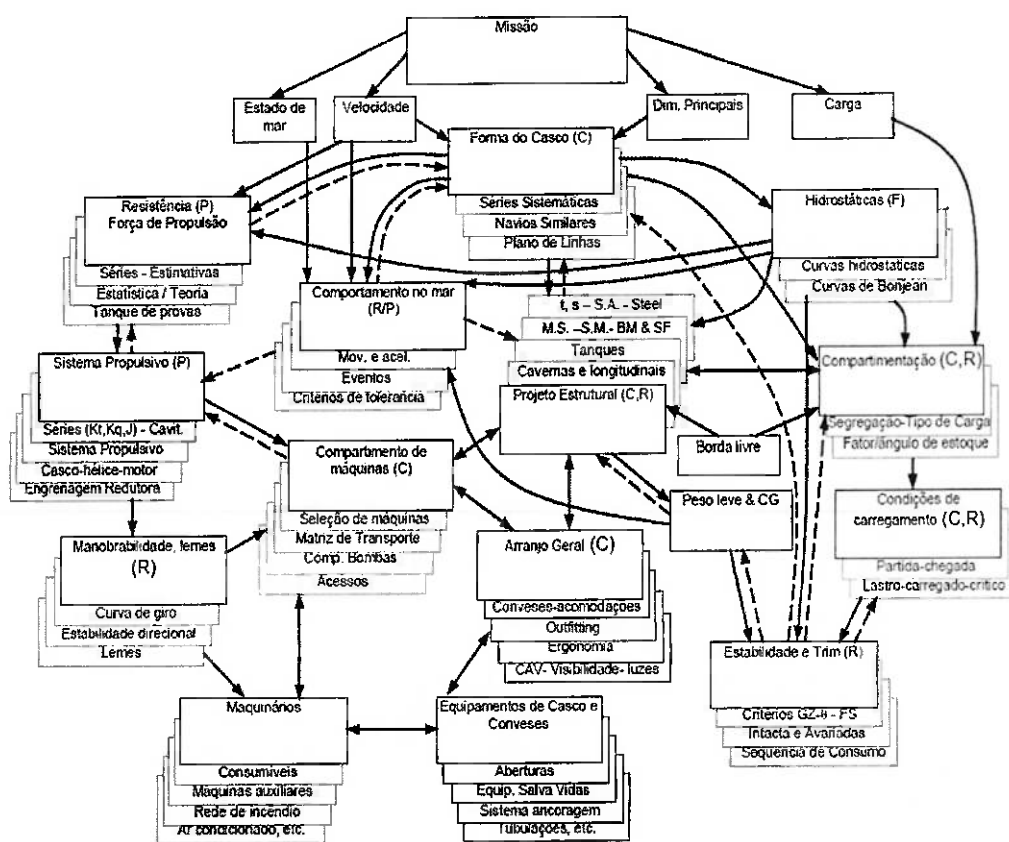 Missão
Estado de
mar
Velocidade
Dim. Principais
Carga
Forma do Casco (C)
Séries Sistemáticas
Navios Similares
Plano de Linhas
Resistência (P)
Força de Propulsão
Séries - Estimativas
Estatística / Teoria
Tanque de provas
Hidrostáticas (F)
Curvas hidrostaticas
Curvas de Bonjean
Comportamento no mar
(R/P)
Mov. e acel.
Eventos
Critérios de tolerancia
t, s – S.A. - Steel
M.S. –S.M.- BM & SF
Tanques
Cavernas e longitudinais
Projeto Estrutural (C,R)
Compartimentação (C,R)
Segregação-Tipo de Carga
Fator/ângulo de estoque
Sistema Propulsivo (P)
Séries (Kt,Kq,J) - Cavit.
Sistema Propulsivo
Casco-hélice-motor
Engrenagem Redutora
Compartmento de
máquinas (C)
Seleção de máquinas
Matriz de Transporte
Comp. Bombas
Acessos
Borda livre
Peso leve & CG
Condições de
carregamento (C,R)
Partida-chegada
Lastro-carregado-crítico
Manobrabilidade, lemes
(R)
Curva de giro
Estabilidade direcional
Lemes
Arranjo Geral (C)
Conveses-acomodações
Outfitting
Ergonomia
CAV- Visibilidade- luzes
Estabilidade e Trim (R)
Critérios GZ-θ - FS
Intacta e Avariadas
Sequência de Consumo
Maquinários
Consumíveis
Máquinas auxiliares
Rede de incêndio
Ar condicionado, etc.
Equipamentos de Casco e
Conveses
Aberturas
Equip. Salva Vidas
Sistema ancoragem
Tubulações, etc.